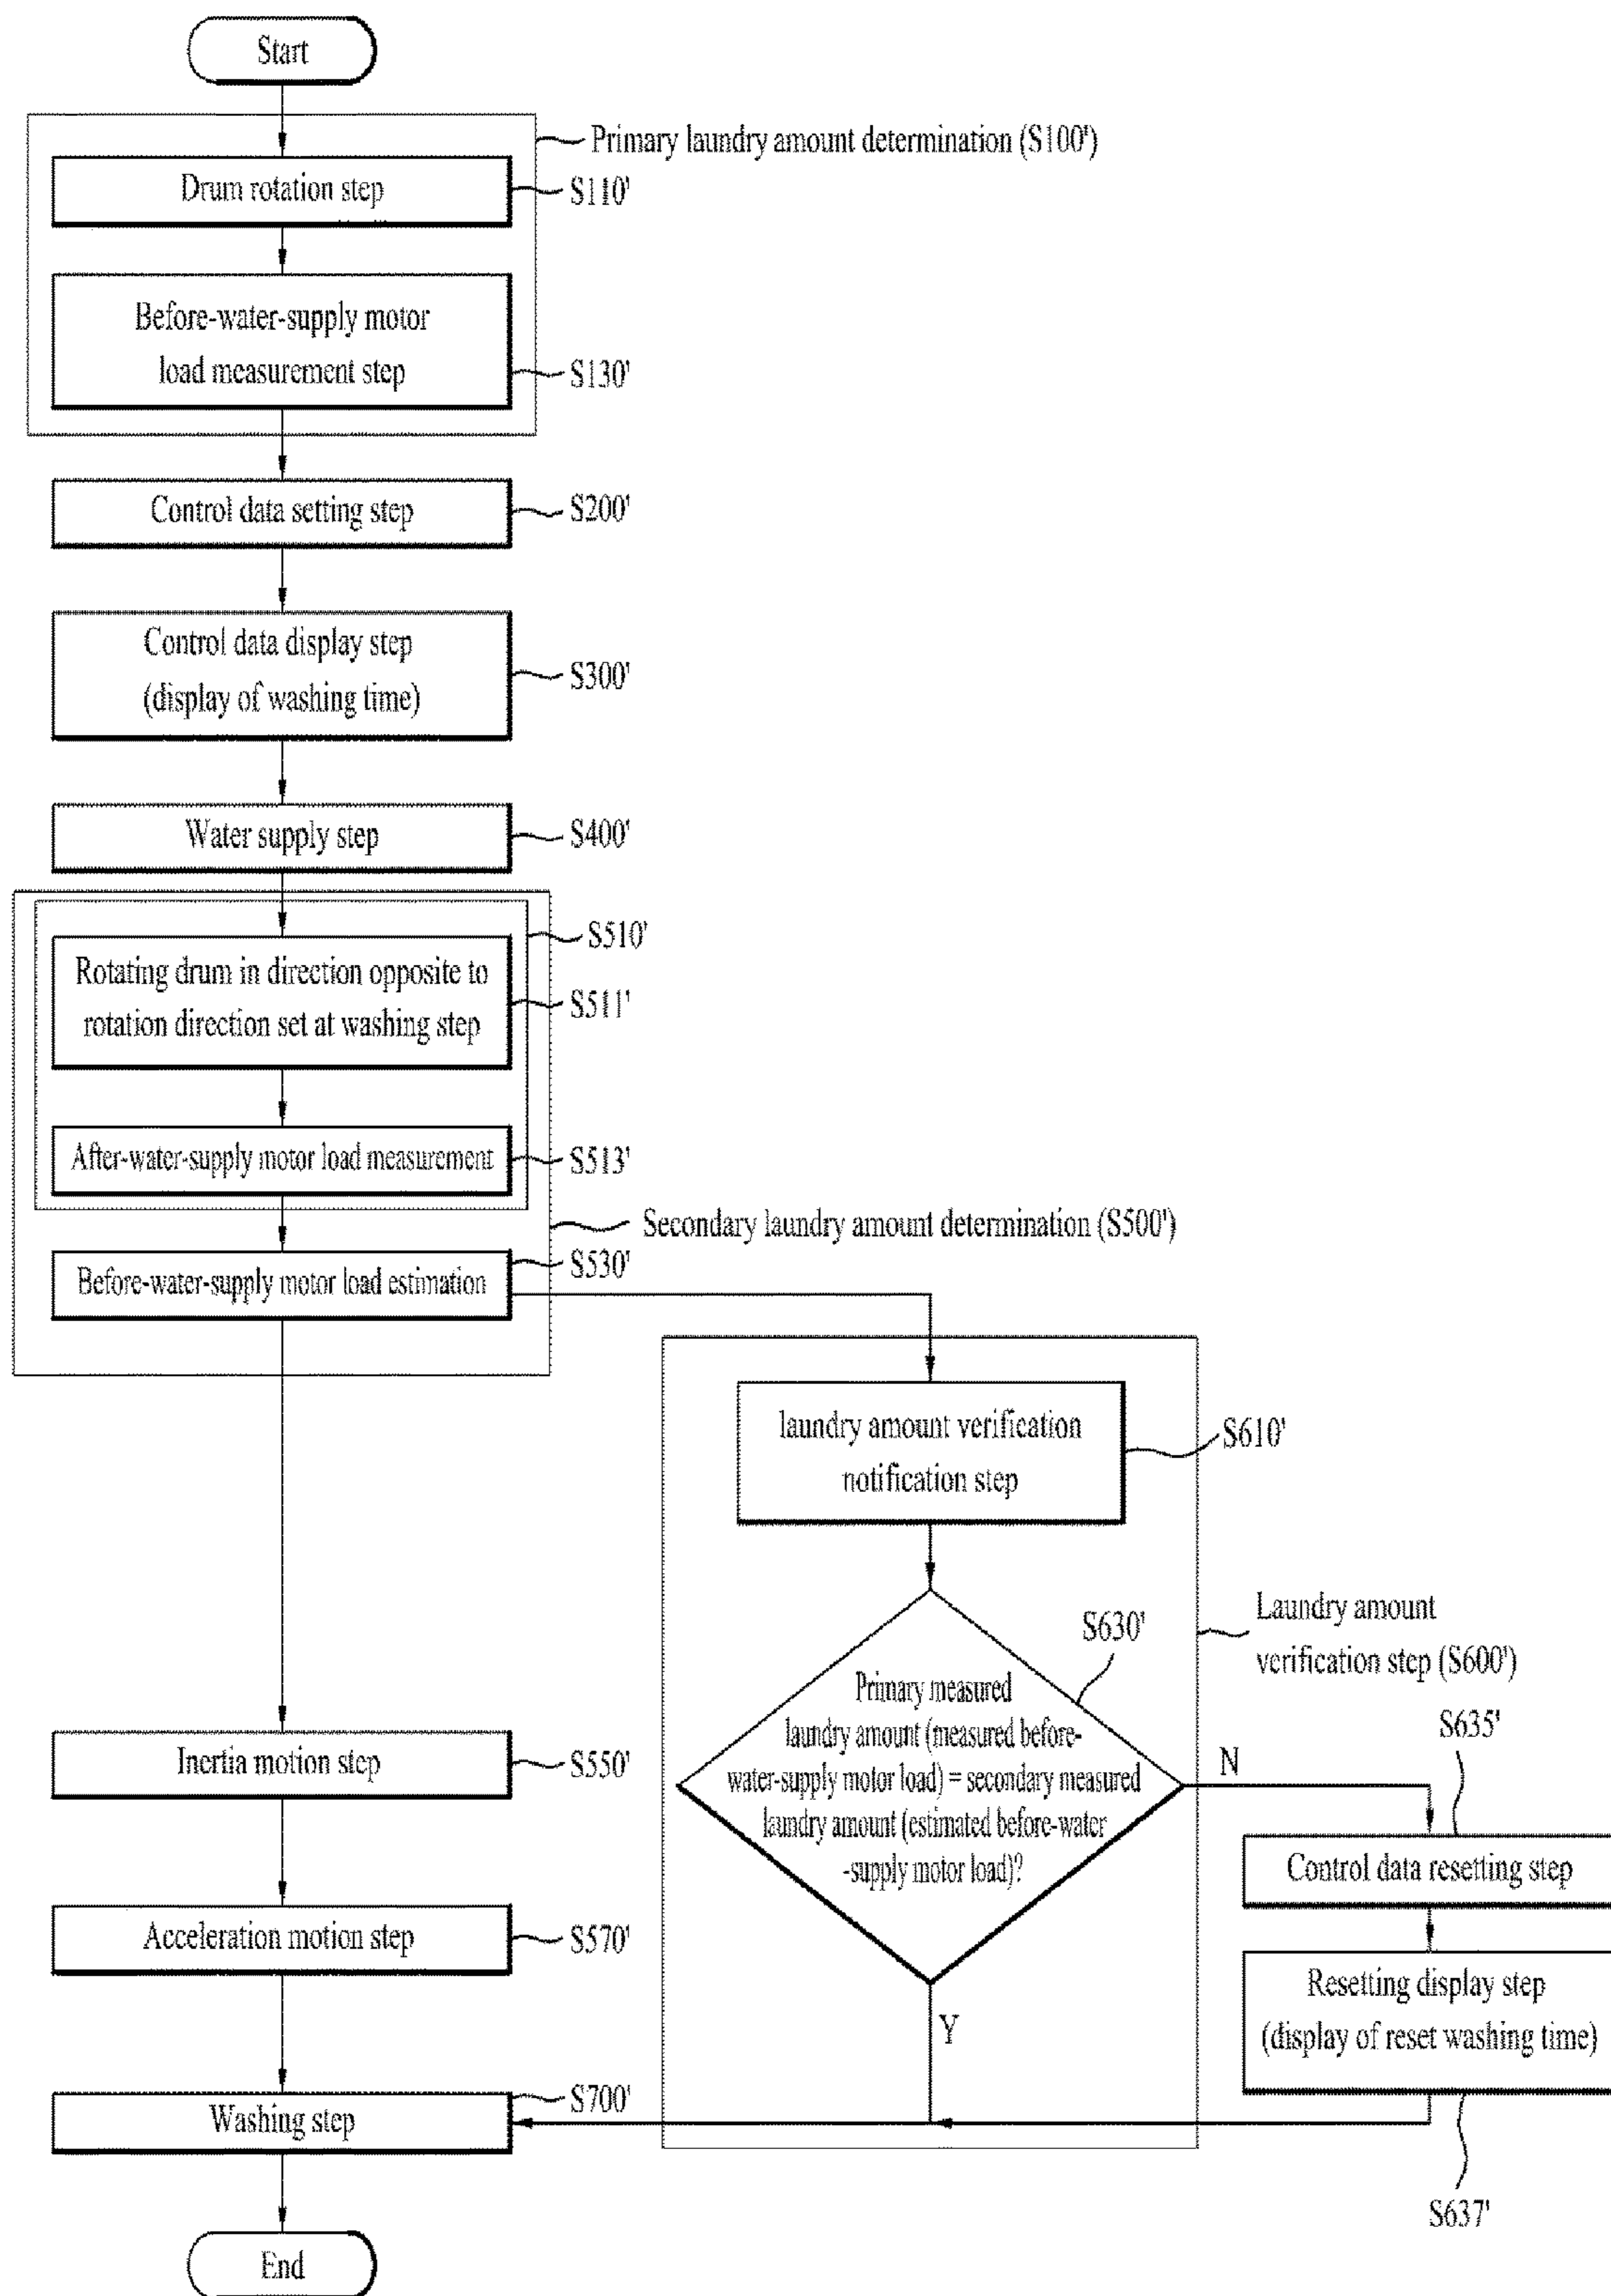 Start
Primary laundry amount determination (S100')
Drum rotation step
S110'
Before-water-supply motor
load measurement step
S130'
Control data setting step
S200'
Control data display step
(display of washing time)
S300'
Water supply step
S400'
S510'
Rotating drum in direction opposite to
rotation direction set at washing step
S511'
After-water-supply motor load measurement
S513'
Secondary laundry amount determination (S500')
Before-water-supply motor load estimation
S530'
laundry amount verification
notification step
S610'
Laundry amount
verification step (S600')
S630'
Primary measured
laundry amount (measured before-
water-supply motor load) = secondary measured
laundry amount (estimated before-water
-supply motor load)?
N
Y
S635'
Control data resetting step
Resetting display step
(display of reset washing time)
S637'
Inertia motion step
S550'
Acceleration motion step
S570'
Washing step
S700'
End